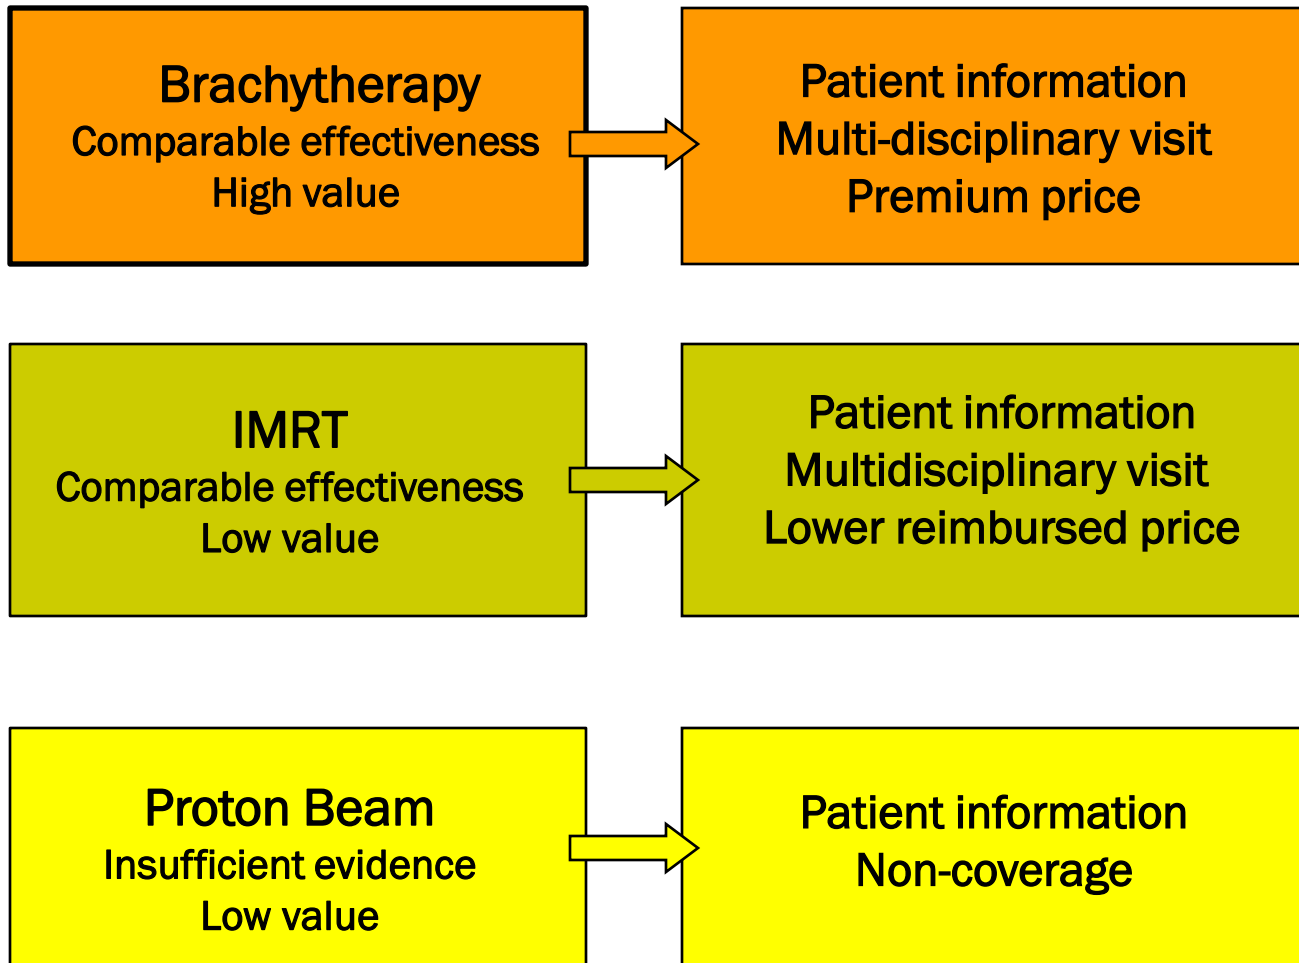 Brachytherapy
Comparable effectiveness
High value
Patient information
Multi-disciplinary visit
Premium price
IMRT
Comparable effectiveness
Low value
Patient information
Multidisciplinary visit
Lower reimbursed price
Proton Beam
Insufficient evidence
Low value
Patient information
Non-coverage